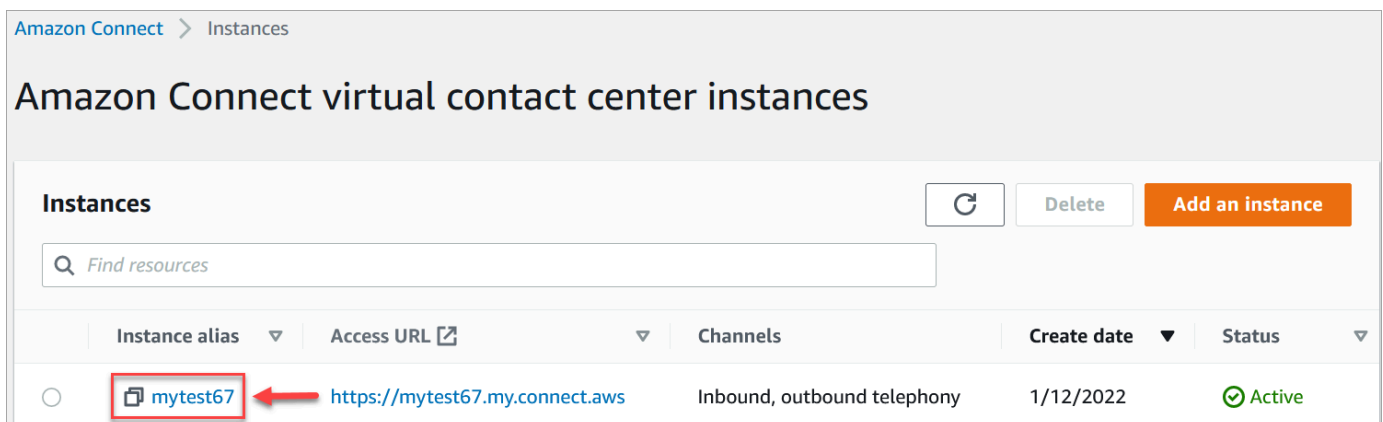 Amazon Connect > Instances
Amazon Connect virtual contact center instances
Instances
Delete
Add an instance
Find resources
Instance alias Access URL Channels Create date Status
mytest67 https://mytest67.my.connect.aws Inbound, outbound telephony 1/12/2022 Active